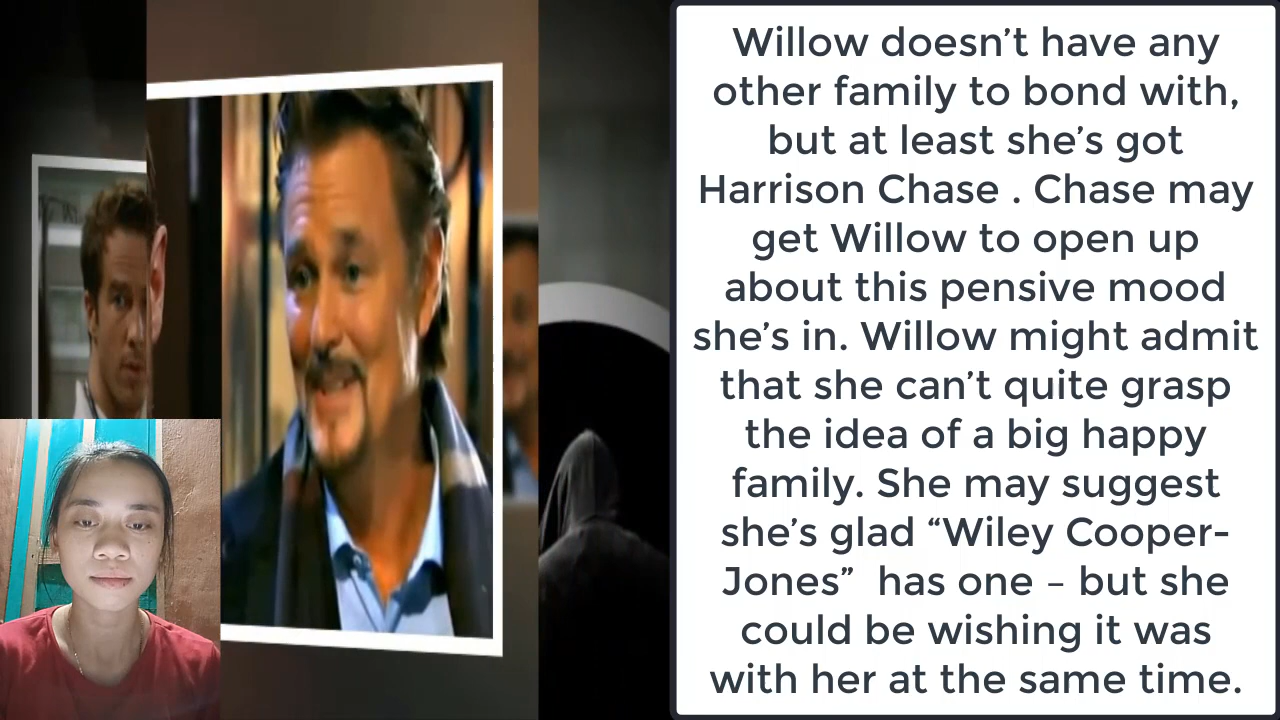 Willow doesn’t have any
other family to bond with,
but at least she’s got
Harrison Chase . Chase may
get Willow to open up
about this pensive mood
she’s in. Willow might admit
that she can’t quite grasp
the idea of a big happy
family. She may suggest
she’s glad “Wiley Cooper-
Jones”  has one – but she
could be wishing it was
with her at the same time.